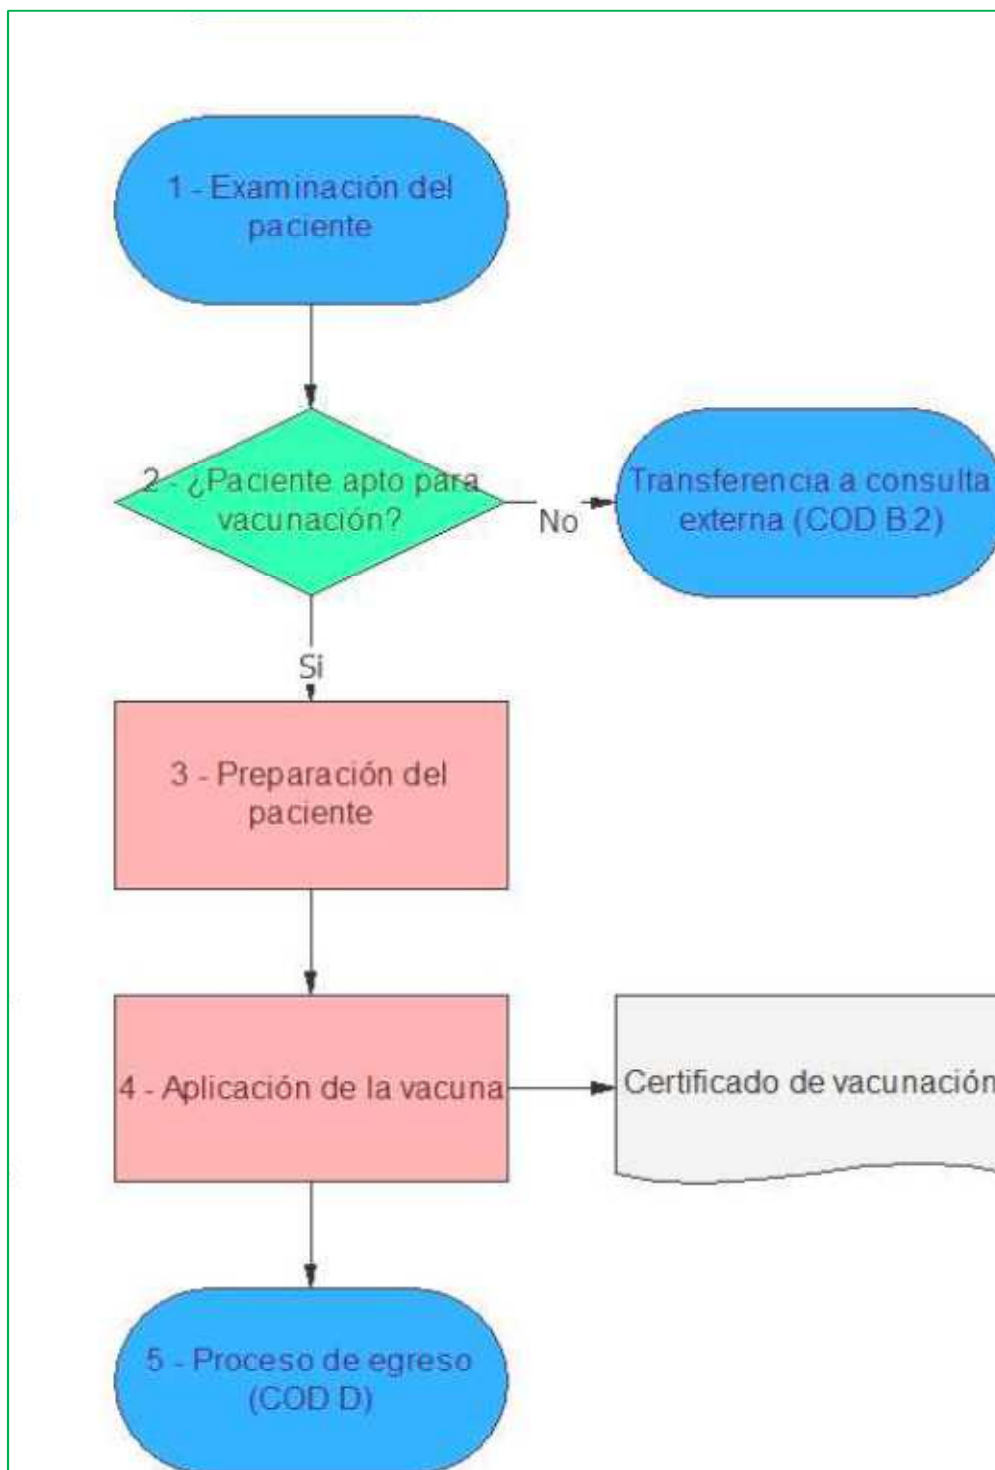 1 - Examinación del
paciente
2 - ¿Paciente apto para
vacunación?
No
Transferencia a consulta
externa (COD B.2)
Si
3 - Preparación del
paciente
4 - Aplicación de la vacuna
Certificado de vacunación
5 - Proceso de egreso
(COD D)